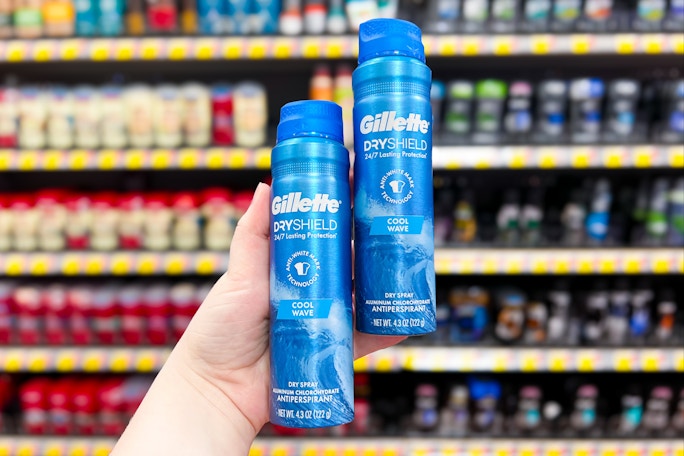 Gillette®
DRYSHIELD
24/7 Lasting Protection*
ANTI-WHITE MARK
TECHNOLOGY
COOL
WAVE
DRY SPRAY
ALUMINUM CHLOROHYDRATE
ANTIPERSPIRANT
NET WT. 4.3 OZ (122g)
Gillette®
DRYSHIELD
24/7 Lasting Protection*
ANTI-WHITE MARK
TECHNOLOGY
COOL
WAVE
DRY SPRAY
ALUMINUM CHLOROHYDRATE
ANTIPERSPIRANT
NET WT. 4.3 OZ (122g)